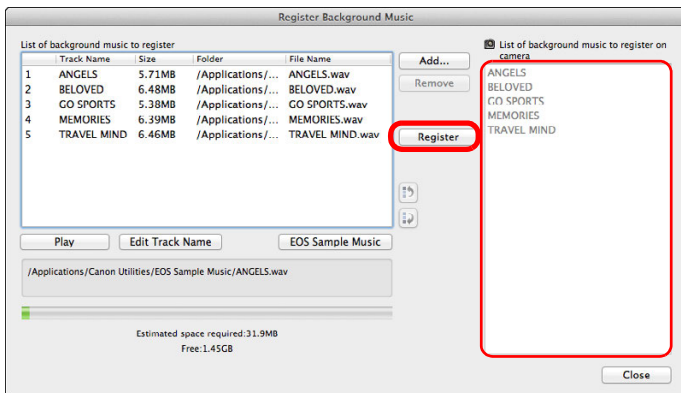 Register Background Music
List of background music to register
Track Name Size Folder File Name
1 ANGELS 5.71MB /Applications/... ANGELS.wav
2 BELOVED 6.48MB /Applications/... BELOVED.wav
3 GO SPORTS 5.38MB /Applications/... GO SPORTS.wav
4 MEMORIES 6.39MB /Applications/... MEMORIES.wav
5 TRAVEL MIND 6.46MB /Applications/... TRAVEL MIND.wav
Add...
Remove
Register
List of background music to register on
camera
ANGELS
BELOVED
GO SPORTS
MEMORIES
TRAVEL MIND
Play Edit Track Name EOS Sample Music
/Applications/Canon Utilities/EOS Sample Music/ANGELS.wav
Estimated space required:31.9MB
Free:1.45GB
Close